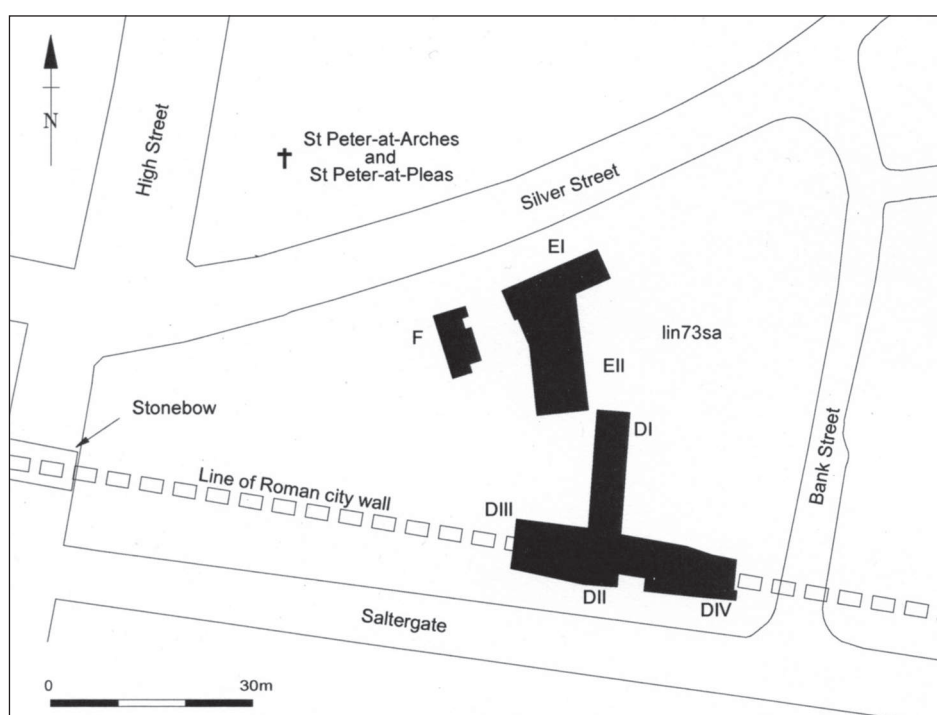 N
High Street
St Peter-at-Arches
and
St Peter-at-Pleas
Silver Street
EI
F
lin73sa
EII
Stonebow
DI
Bank Street
Line of Roman city wall
DIII
DII
DIV
Saltergate
0 30m